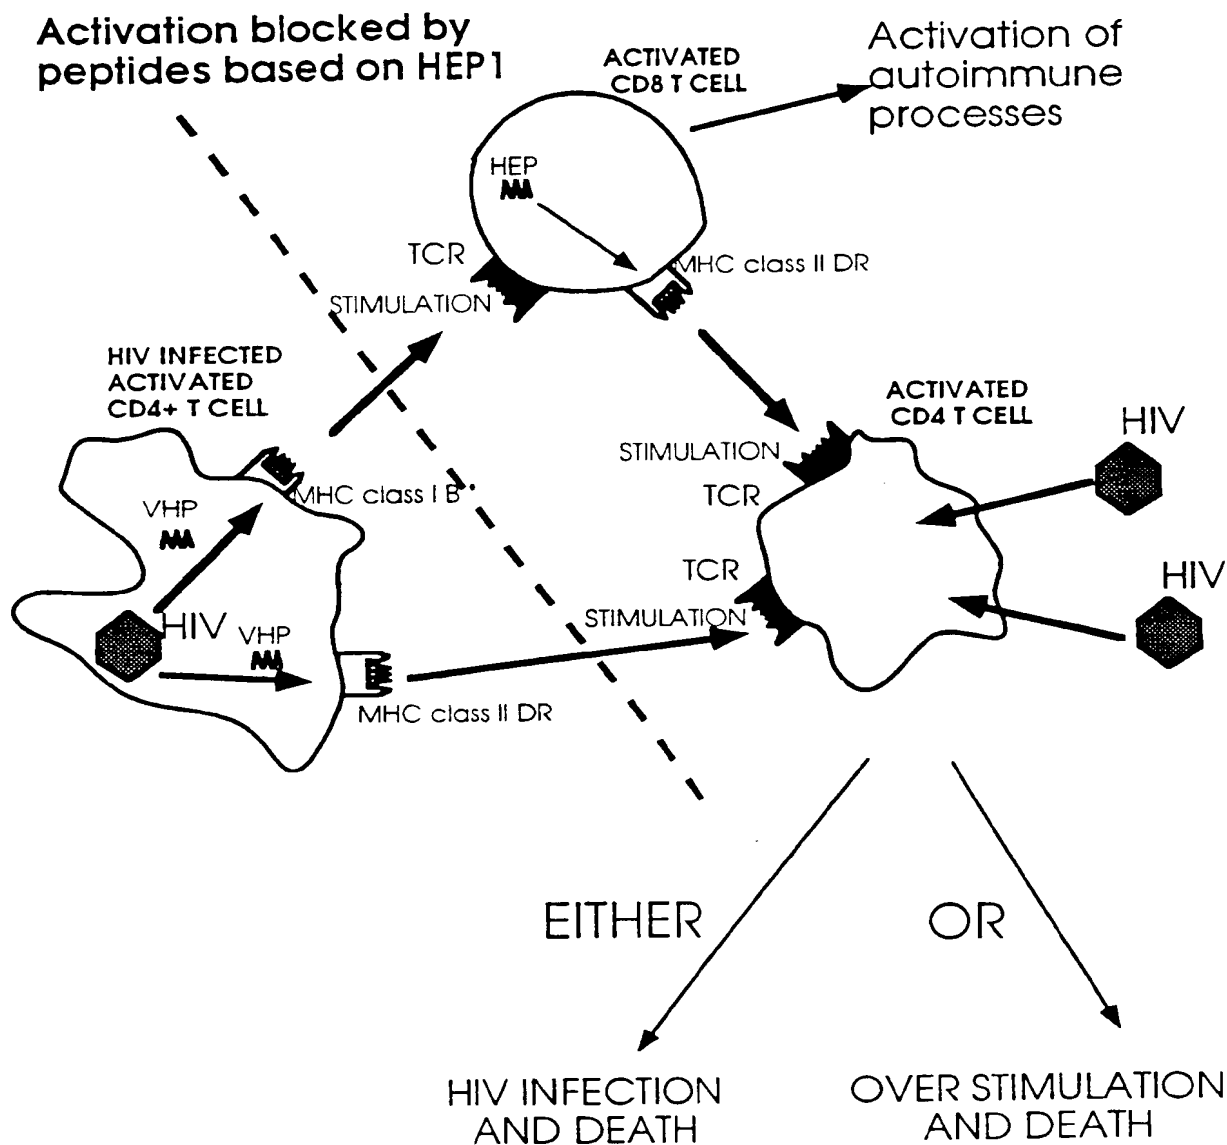 Activation blocked by
peptides based on HEP1
ACTIVATED
CD8 T CELL
Activation of
autoimmune
processes
HEP
TCR
MHC class II DR
STIMULATION
HIV INFECTED
ACTIVATED
CD4+ T CELL
ACTIVATED
CD4 T CELL
HIV
STIMULATION
MHC class I B
TCR
VHP
TCR
HIV
STIMULATION
HIV
VHP
MHC class II DR
EITHER
OR
HIV INFECTION
AND DEATH
OVER STIMULATION
AND DEATH